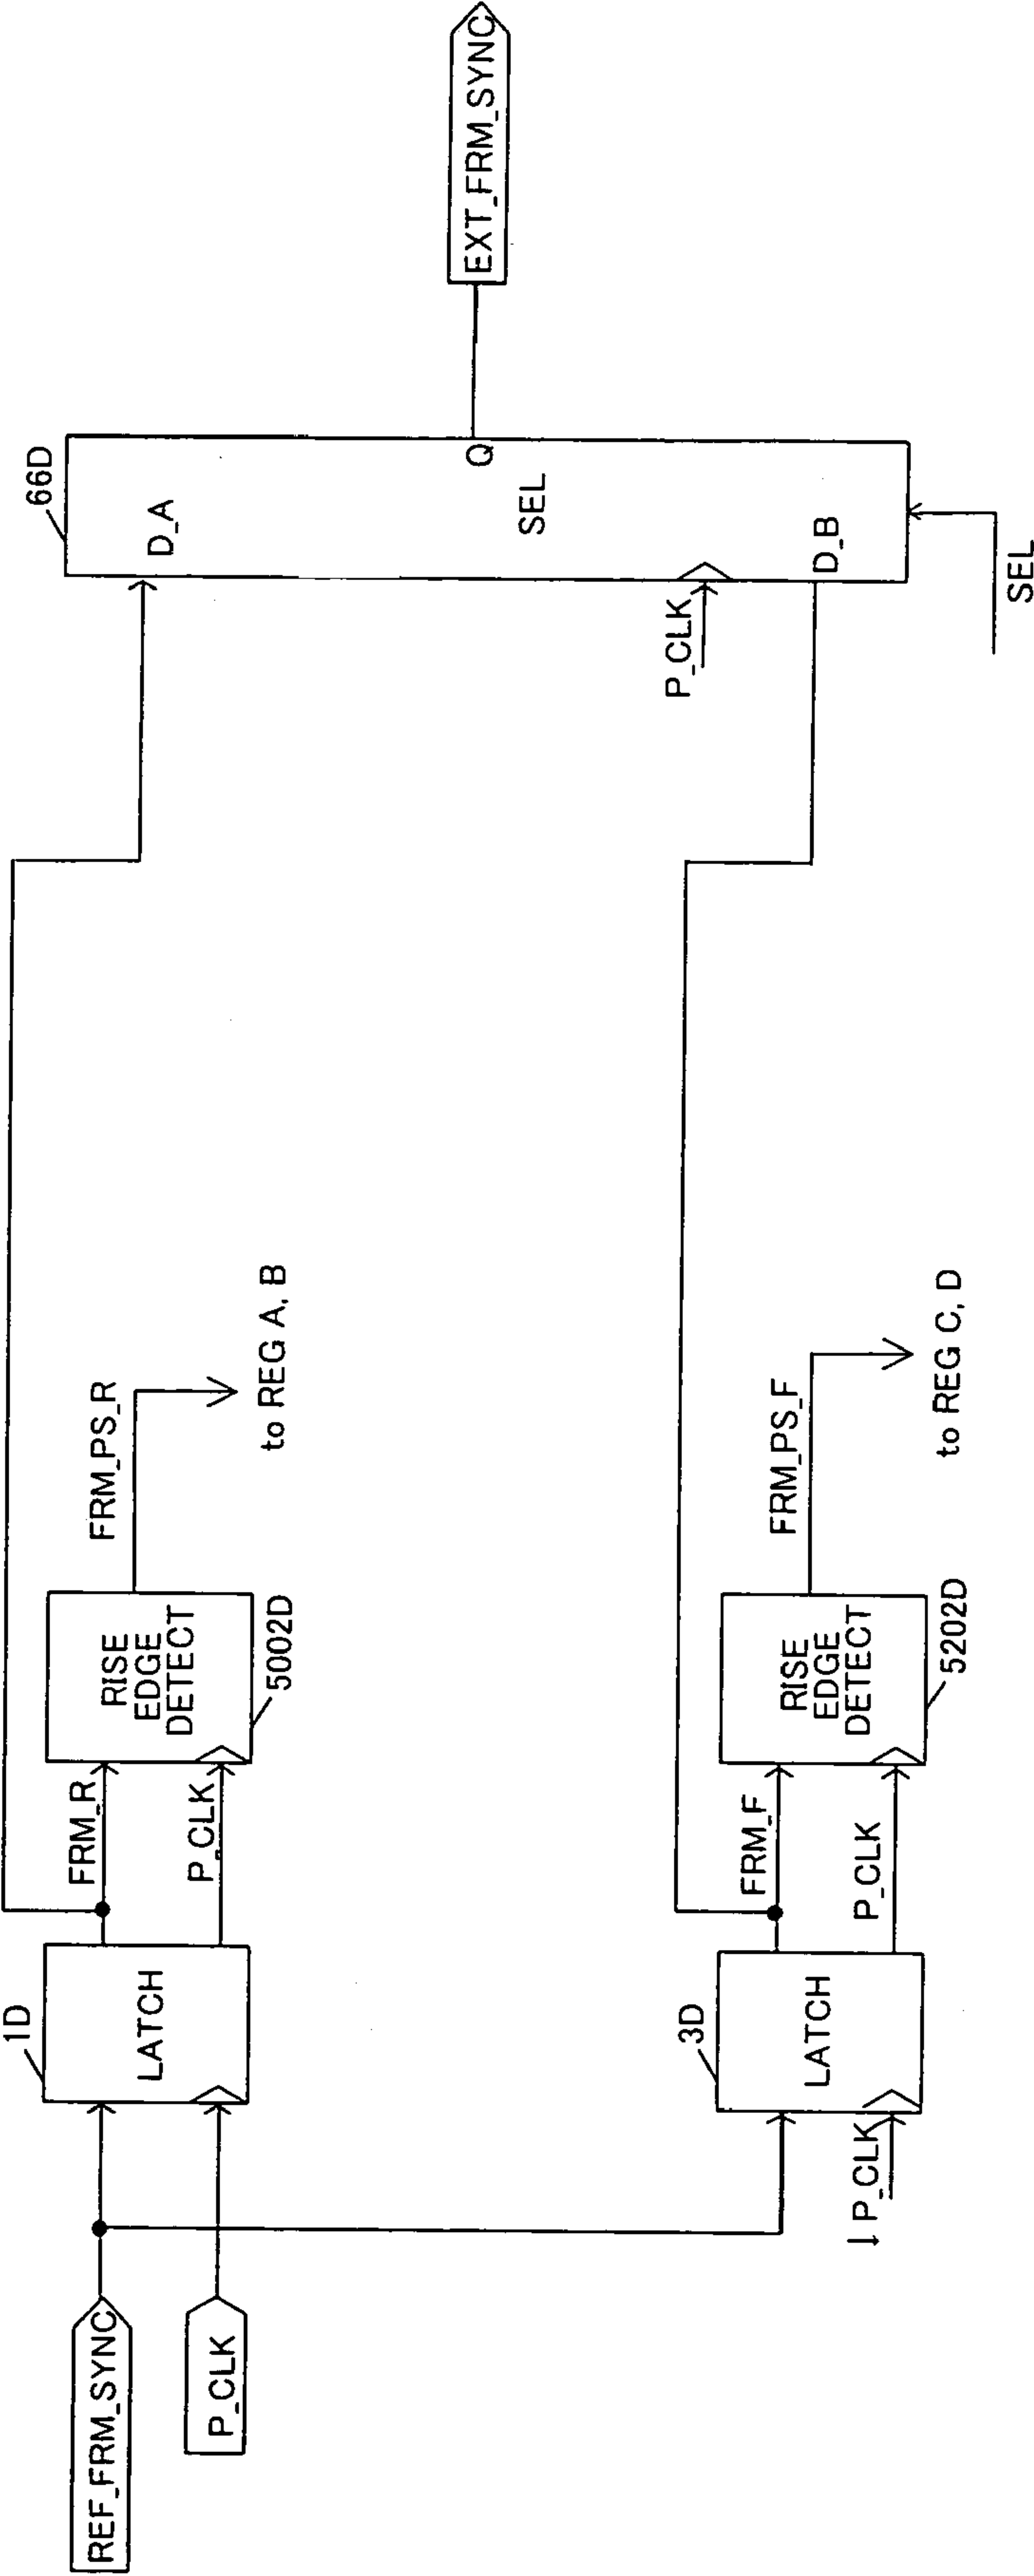 REF_FRM_SYNC
P_CLK
1D
LATCH
FRM_R
P_CLK
RISE
EDGE
DETECT
5002D
FRM_PS_R
to REG A, B
↓P_CLK
3D
LATCH
FRM_F
P_CLK
RISE
EDGE
DETECT
5202D
FRM_PS_F
to REG C, D
66D
D_A
P_CLK
D_B
SEL
Q
SEL
EXT_FRM_SYNC